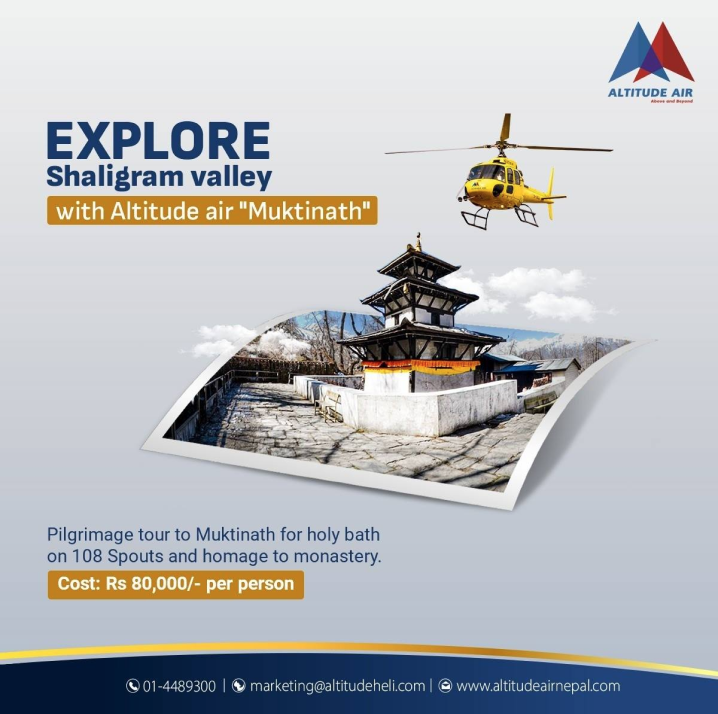 ALTITUDE AIR
Above and Beyond
EXPLORE
Shaligram valley
with Altitude air "Muktinath"
Pilgrimage tour to Muktinath for holy bath
on 108 Spouts and homage to monastery.
Cost: Rs 80,000/- per person
01-4489300 | marketing@altitudeheli.com | www.altitudeairnepal.com